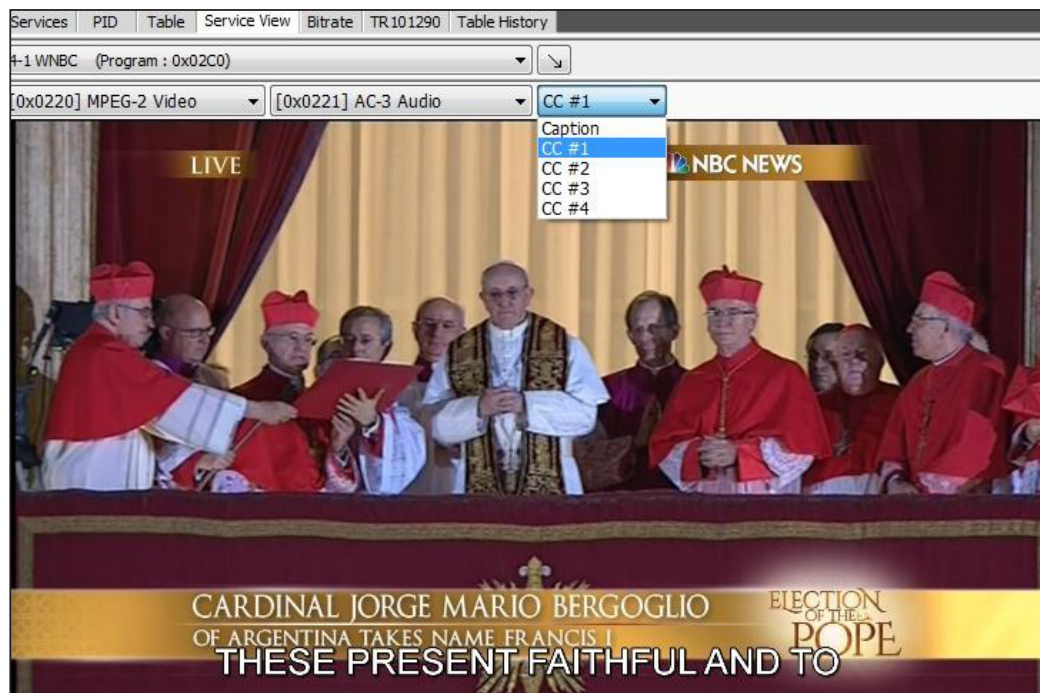 Services PID Table Service View Bitrate TR101290 Table History
4-1 WNBC (Program : 0x02C0)
[0x0220] MPEG-2 Video [0x0221] AC-3 Audio CC #1
Caption
CC #1
CC #2
CC #3
CC #4
LIVE
NBC NEWS
CARDINAL JORGE MARIO BERGOGLIO
OF ARGENTINA TAKES NAME FRANCIS I
ELECTION
OF THE
POPE
THESE PRESENT FAITHFUL AND TO